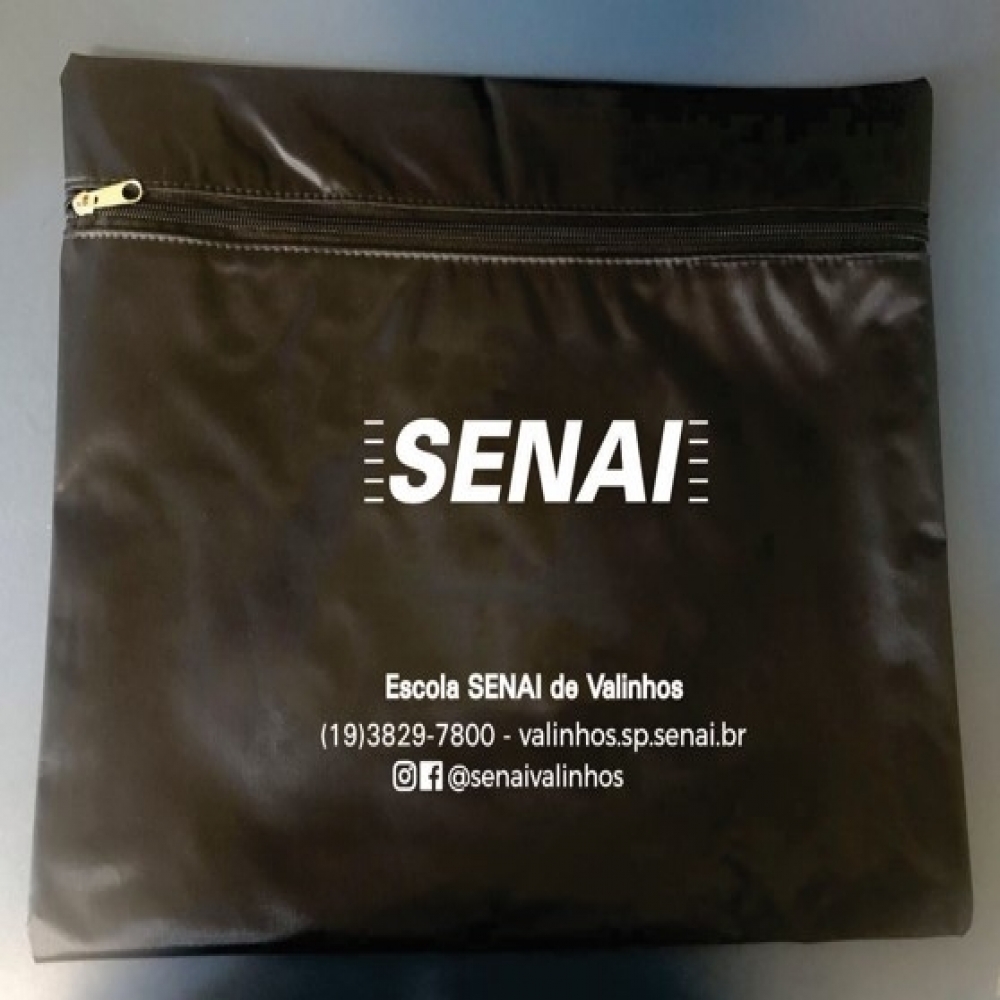 SENAI
Escola SENAI de Valinhos
(19)3829-7800 - valinhos.sp.senai.br
@senaivalinhos